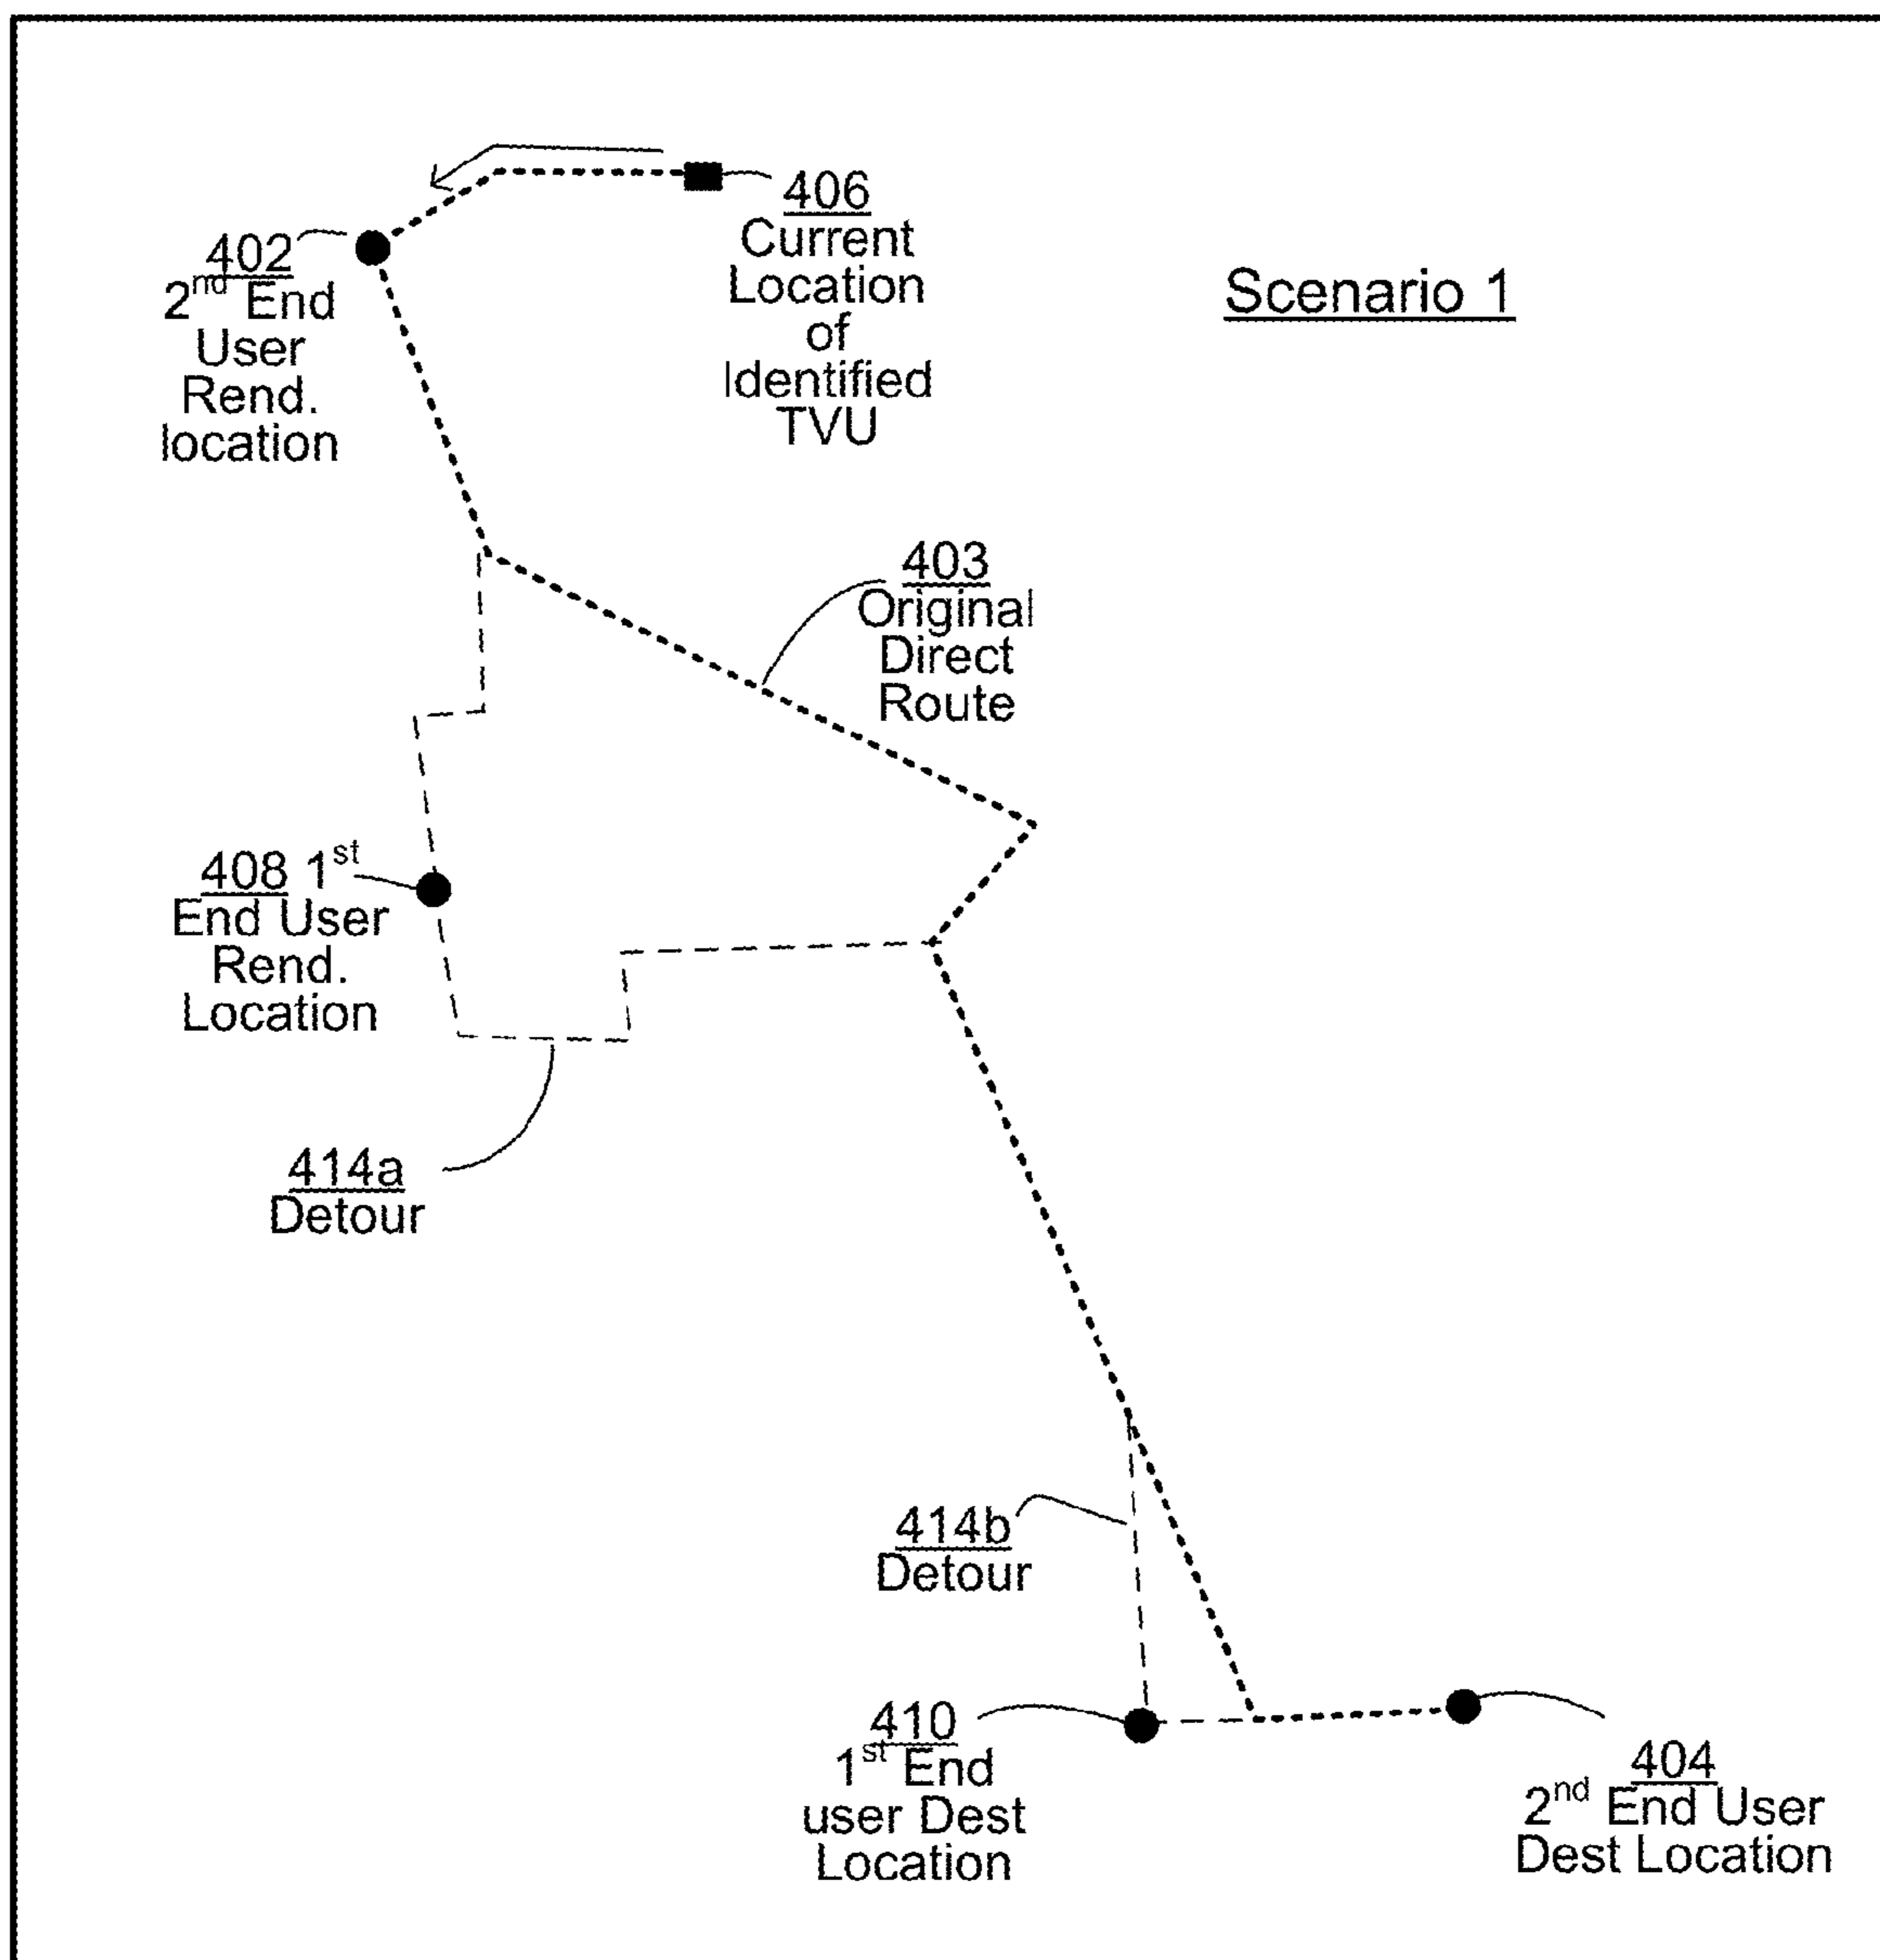 406
Current
Location
of
Identified
TVU
402
2nd End
User
Rend.
location
Scenario 1
403
Original
Direct
Route
408 1st
End User
Rend.
Location
414a
Detour
414b
Detour
410
1st End
user Dest
Location
404
2nd End User
Dest Location